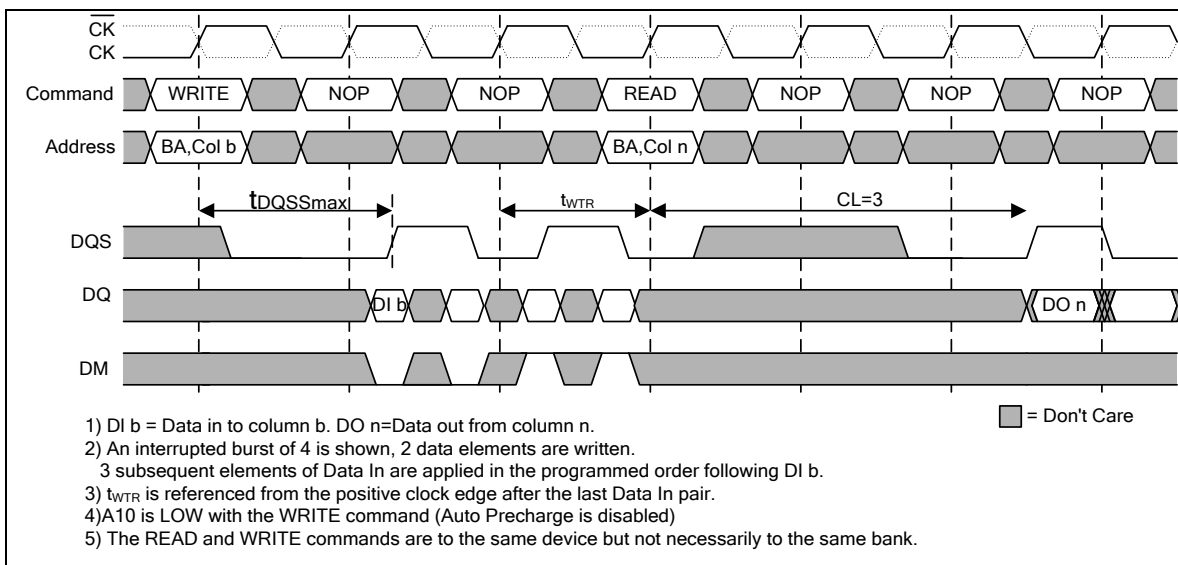 CK
CK
Command WRITE NOP NOP READ NOP NOP NOP
Address BA,Col b BA,Col n
tDQSSmax tWTR CL=3
DQS
DQ DI b DO n
DM
= Don't Care
1) DI b = Data in to column b. DO n=Data out from column n.
2) An interrupted burst of 4 is shown, 2 data elements are written.
3 subsequent elements of Data In are applied in the programmed order following DI b.
3) tWTR is referenced from the positive clock edge after the last Data In pair.
4)A10 is LOW with the WRITE command (Auto Precharge is disabled)
5) The READ and WRITE commands are to the same device but not necessarily to the same bank.